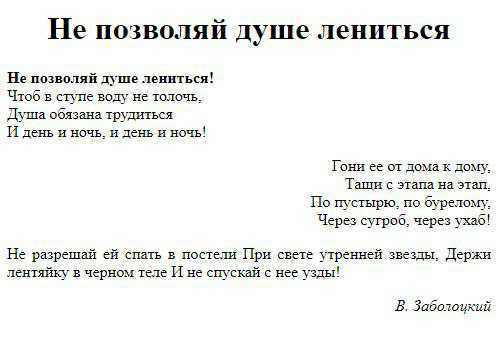 Не позволяй душе лениться
Не позволяй душе лениться!
Чтоб в ступе воду не толочь,
Душа обязана трудиться
И день и ночь, и день и ночь!
Гони ее от дома к дому,
Таши с этапа на этап,
По пустырю, по бурелому,
Через сугроб, через ухаб!
Не разрешай ей спать в постели При свете утренней звезды, Держи
лентяйку в черном теле И не спускай с нее узды!
В. Заболоцкий